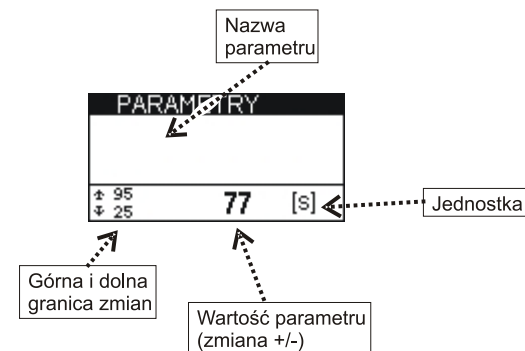 Nazwa
parametru
PARAMETRY
95
25
77
[S]
Jednostka
Górna i dolna
granica zmian
Wartość parametru
(zmiana +/-)